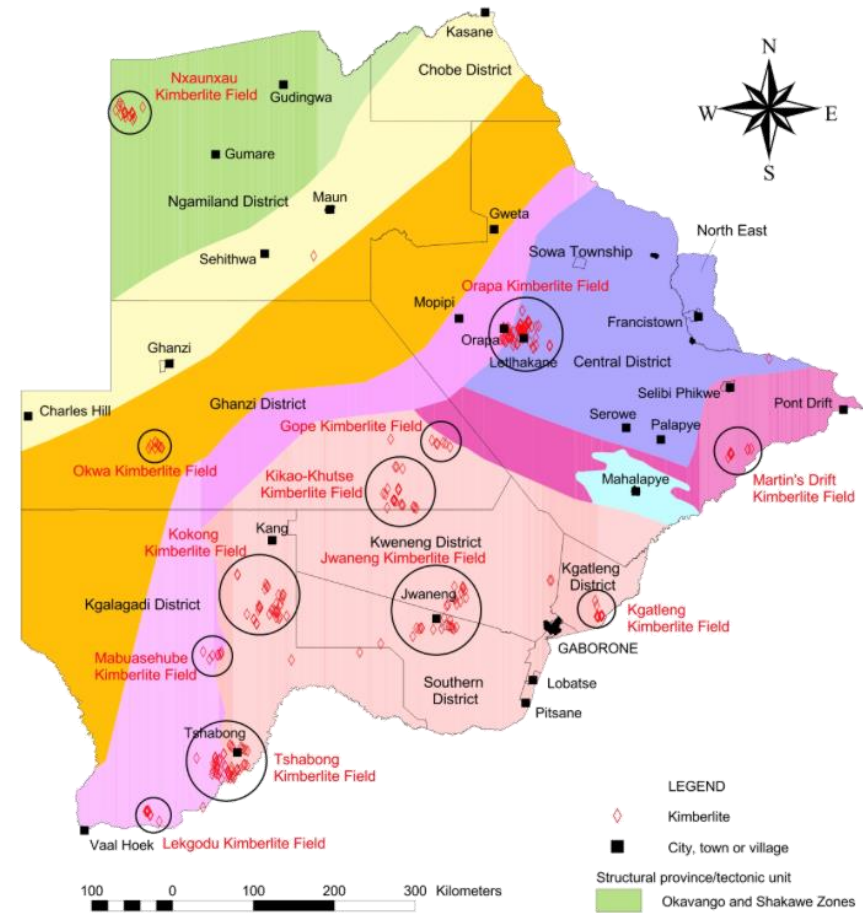 Kasane
Chobe District
N
W
E
S
Nxaunxau
Kimberlite Field
Gudingwa
Gumare
Ngamiland District
Maun
Sehithwa
Gweta
North East
Sowa Township
Orapa Kimberlite Field
Mopipi
Orapa
Letlhakane
Francistown
Central District
Ghanzi
Selibi Phikwe
Pont Drift
Charles Hill
Ghanzi District
Gope Kimberlite Field
Serowe
Palapye
Okwa Kimberlite Field
Kikao-Khutse
Kimberlite Field
Mahalapye
Martin's Drift
Kimberlite Field
Kokong
Kimberlite Field
Kang
Kweneng District
Jwaneng Kimberlite Field
Kgatleng
District
Jwaneng
Kgalagadi District
Kgatleng
Kimberlite Field
GABORONE
Mabuasehube
Kimberlite Field
Southern
District
Lobatse
Pitsane
Tshabong
Tshabong
Kimberlite Field
Vaal Hoek
Lekgodu Kimberlite Field
LEGEND
Kimberlite
City, town or village
Structural province/tectonic unit
Okavango and Shakawe Zones
100 0 100 200 300 Kilometers